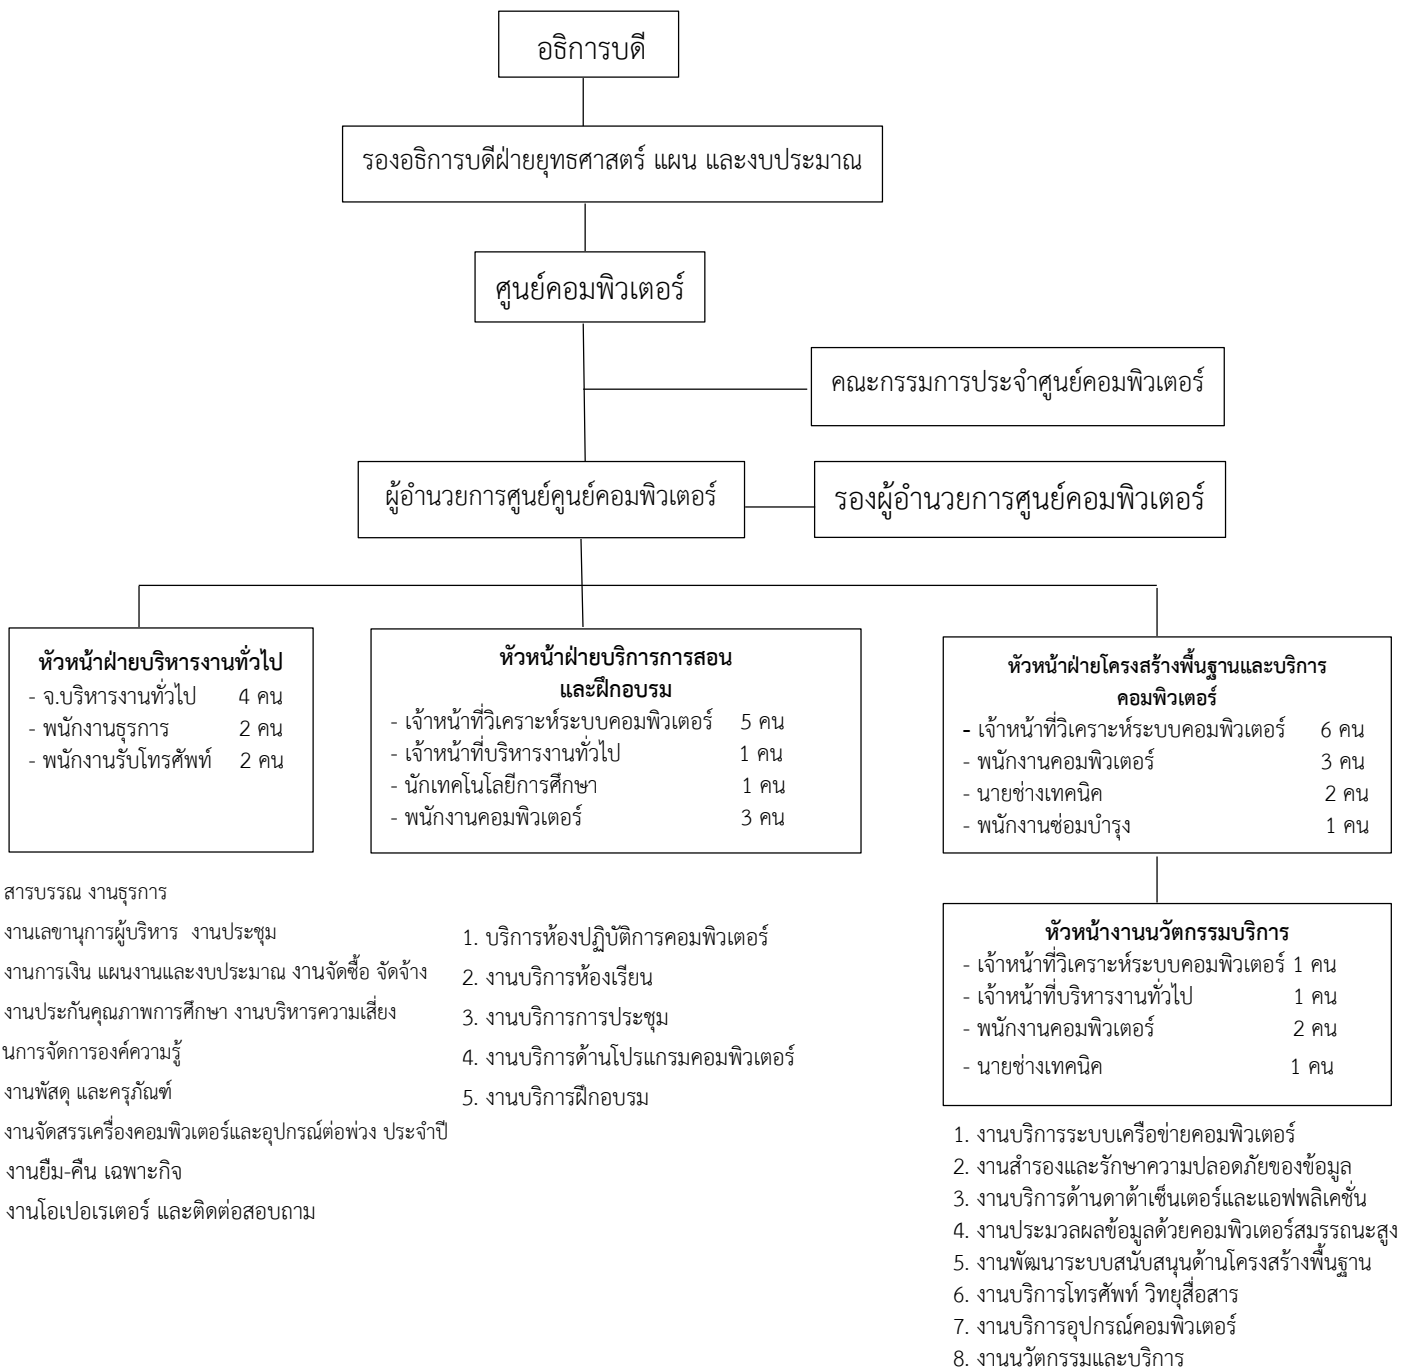 อธิการบดี
รองอธิการบดีฝ่ายยุทธศาสตร์ แผน และงบประมาณ
ศูนย์คอมพิวเตอร์
คณะกรรมการประจำศูนย์คอมพิวเตอร์
ผู้อำนวยการศูนย์คูนย์คอมพิวเตอร์
รองผู้อำนวยการศูนย์คอมพิวเตอร์
หัวหน้าฝ่ายบริหารงานทั่วไป
- จ.บริหารงานทั่วไป 4 คน
- พนักงานธุรการ 2 คน
- พนักงานรับโทรศัพท์ 2 คน
สารบรรณ งานธุรการ
งานเลขานุการผู้บริหาร งานประชุม
งานการเงิน แผนงานและงบประมาณ งานจัดซื้อ จัดจ้าง
งานประกันคุณภาพการศึกษา งานบริหารความเสี่ยง
นการจัดการองค์ความรู้
งานพัสดุ และครุภัณฑ์
งานจัดสรรเครื่องคอมพิวเตอร์และอุปกรณ์ต่อพ่วง ประจำปี
งานยืม-คืน เฉพาะกิจ
งานโอเปอเรเตอร์ และติดต่อสอบถาม
หัวหน้าฝ่ายบริการการสอน
และฝึกอบรม
- เจ้าหน้าที่วิเคราะห์ระบบคอมพิวเตอร์ 5 คน
- เจ้าหน้าที่บริหารงานทั่วไป 1 คน
- นักเทคโนโลยีการศึกษา 1 คน
- พนักงานคอมพิวเตอร์ 3 คน
1. บริการห้องปฏิบัติการคอมพิวเตอร์
2. งานบริการห้องเรียน
3. งานบริการการประชุม
4. งานบริการด้านโปรแกรมคอมพิวเตอร์
5. งานบริการฝึกอบรม
หัวหน้าฝ่ายโครงสร้างพื้นฐานและบริการ
คอมพิวเตอร์
- เจ้าหน้าที่วิเคราะห์ระบบคอมพิวเตอร์ 6 คน
- พนักงานคอมพิวเตอร์ 3 คน
- นายช่างเทคนิค 2 คน
- พนักงานซ่อมบำรุง 1 คน
หัวหน้างานนวัตกรรมบริการ
- เจ้าหน้าที่วิเคราะห์ระบบคอมพิวเตอร์ 1 คน
- เจ้าหน้าที่บริหารงานทั่วไป 1 คน
- พนักงานคอมพิวเตอร์ 2 คน
- นายช่างเทคนิค 1 คน
1. งานบริการระบบเครือข่ายคอมพิวเตอร์
2. งานสำรองและรักษาความปลอดภัยของข้อมูล
3. งานบริการด้านดาต้าเซ็นเตอร์และแอฟพลิเคชั่น
4. งานประมวลผลข้อมูลด้วยคอมพิวเตอร์สมรรถนะสูง
5. งานพัฒนาระบบสนับสนุนด้านโครงสร้างพื้นฐาน
6. งานบริการโทรศัพท์ วิทยุสื่อสาร
7. งานบริการอุปกรณ์คอมพิวเตอร์
8. งานนวัตกรรมและบริการ